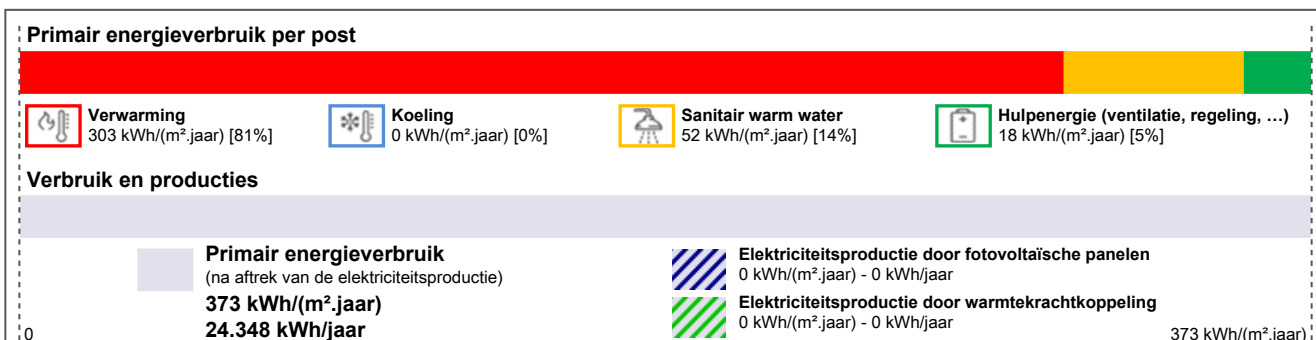 Primair energieverbruik per post
Verwarming
303 kWh/(m².jaar) [81%]
Koeling
0 kWh/(m².jaar) [0%]
Sanitair warm water
52 kWh/(m².jaar) [14%]
Hulpenergie (ventilatie, regeling, …)
18 kWh/(m².jaar) [5%]
Verbruik en producties
Primair energieverbruik
(na aftrek van de elektriciteitsproductie)
373 kWh/(m².jaar)
24.348 kWh/jaar
Elektriciteitsproductie door fotovoltaïsche panelen
0 kWh/(m².jaar) - 0 kWh/jaar
Elektriciteitsproductie door warmtekrachtkoppeling
0 kWh/(m².jaar) - 0 kWh/jaar
0
373 kWh/(m².jaar)